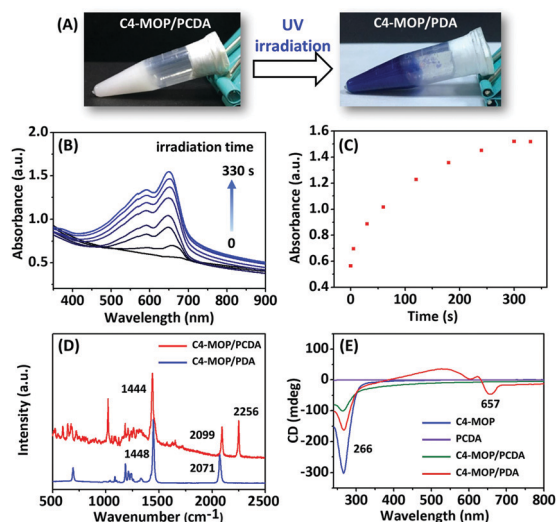 (A) C4-MOP/PCDA UV irradiation C4-MOP/PDA
(B) irradiation time
330 s
0
Absorbance (a.u.)
2.0
1.5
1.0
0.5
400 500 600 700 800 900
Wavelength (nm)
(C)
Absorbance (a.u.)
1.6
1.4
1.2
1.0
0.8
0.6
0.4
0 100 200 300
Time (s)
(D) C4-MOP/PCDA
C4-MOP/PDA
Intensity (a.u.)
1444
2256
2099
1448
2071
500 1000 1500 2000 2500
Wavenumber (cm-1)
(E)
CD (mdeg)
100
0
-100
-200
-300
657
266
C4-MOP
PCDA
C4-MOP/PCDA
C4-MOP/PDA
300 400 500 600 700 800
Wavelength (nm)